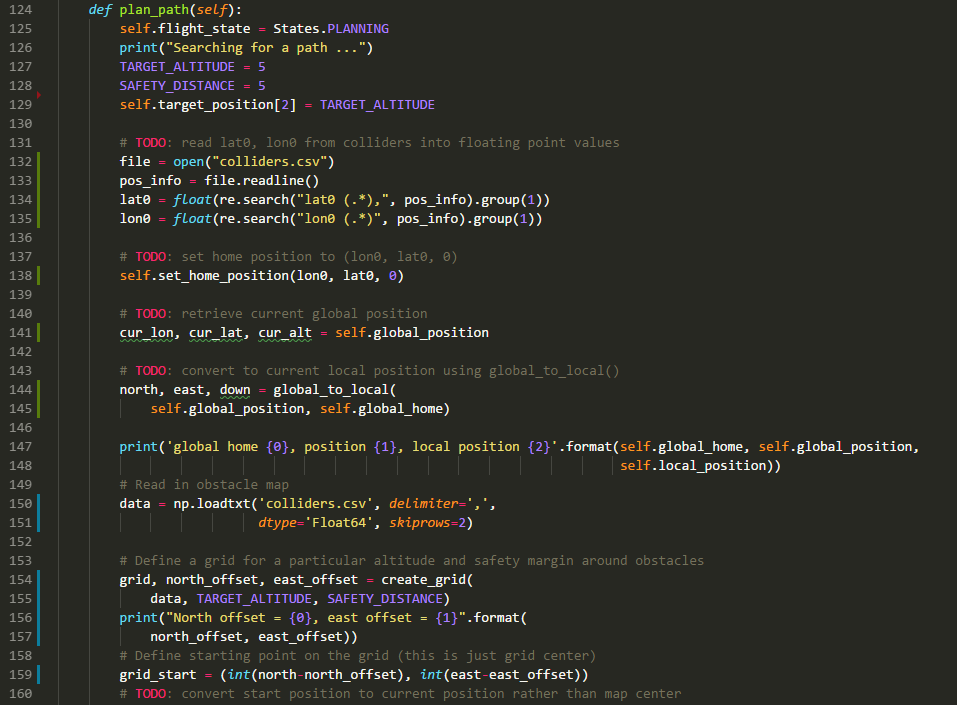 124 def plan_path(self):
125 self.flight_state = States.PLANNING
126 print("Searching for a path ...")
127 TARGET_ALTITUDE = 5
128 SAFETY_DISTANCE = 5
129 self.target_position[2] = TARGET_ALTITUDE
130
131 # TODO: read lat0, lon0 from colliders into floating point values
132 file = open("colliders.csv")
133 pos_info = file.readline()
134 lat0 = float(re.search("lat0 (.*),", pos_info).group(1))
135 lon0 = float(re.search("lon0 (.*)", pos_info).group(1))
136
137 # TODO: set home position to (lon0, lat0, 0)
138 self.set_home_position(lon0, lat0, 0)
139
140 # TODO: retrieve current global position
141 cur_lon, cur_lat, cur_alt = self.global_position
142
143 # TODO: convert to current local position using global_to_local()
144 north, east, down = global_to_local(
145 self.global_position, self.global_home)
146
147 print('global home {0}, position {1}, local position {2}'.format(self.global_home, self.global_position,
148 self.local_position))
149 # Read in obstacle map
150 data = np.loadtxt('colliders.csv', delimiter=',',
151 dtype='Float64', skiprows=2)
152
153 # Define a grid for a particular altitude and safety margin around obstacles
154 grid, north_offset, east_offset = create_grid(
155 data, TARGET_ALTITUDE, SAFETY_DISTANCE)
156 print("North offset = {0}, east offset = {1}".format(
157 north_offset, east_offset))
158 # Define starting point on the grid (this is just grid center)
159 grid_start = (int(north-north_offset), int(east-east_offset))
160 # TODO: convert start position to current position rather than map center